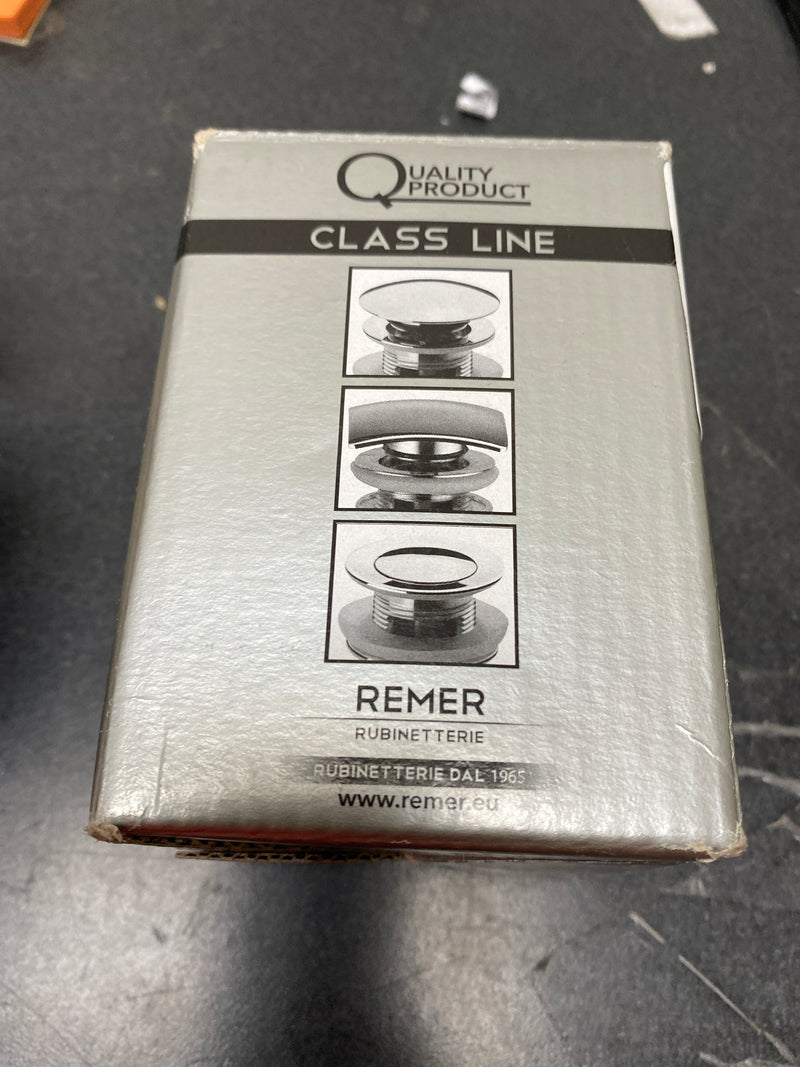 QUALITY
PRODUCT
CLASS LINE
REMER
RUBINETTERIE
RUBINETTERIE DAL 1965
www.remer.eu